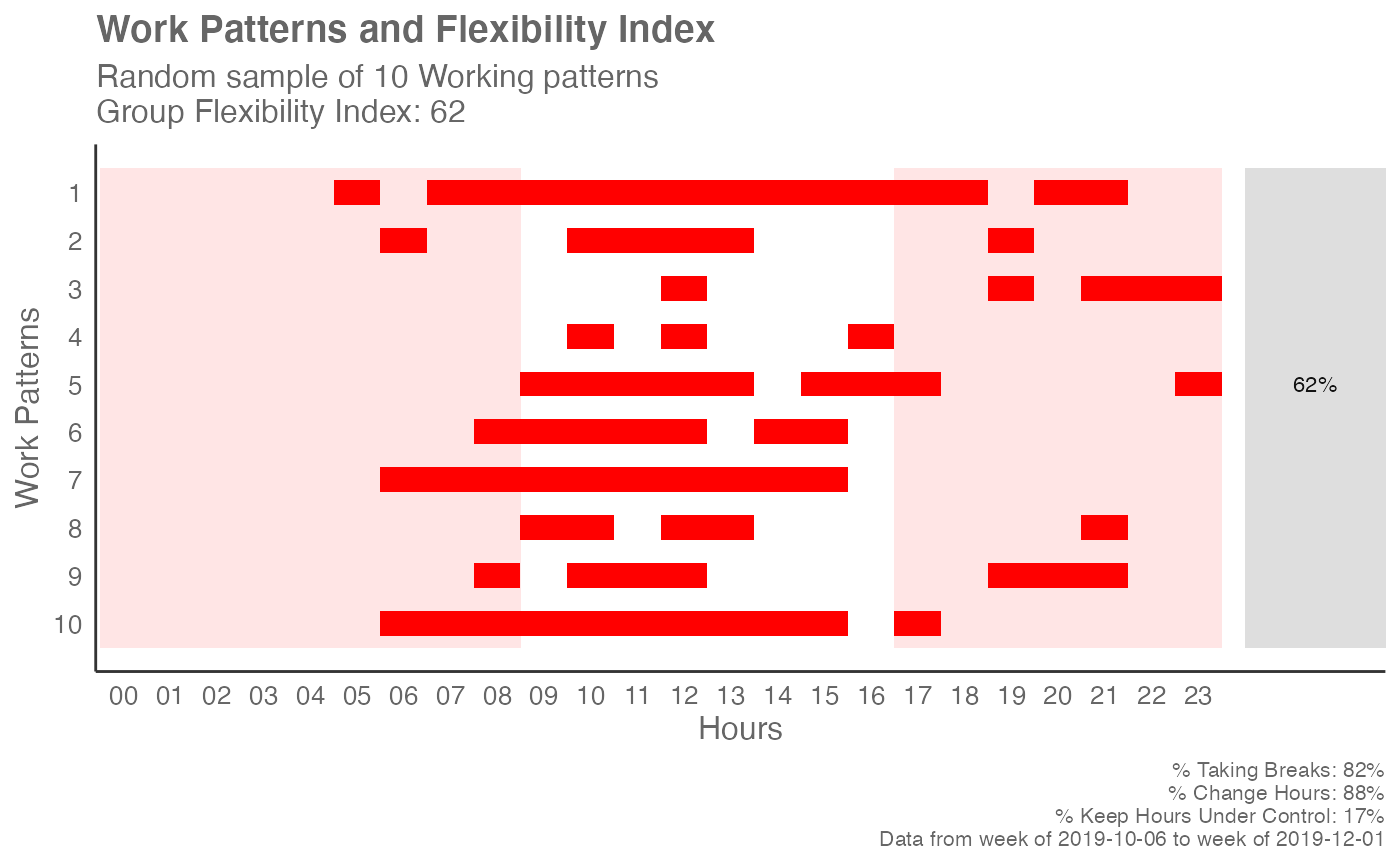 Work Patterns and Flexibility Index
Random sample of 10 Working patterns
Group Flexibility Index: 62
Work Patterns
1
2
3
4
5
6
7
8
9
10
62%
00 01 02 03 04 05 06 07 08 09 10 11 12 13 14 15 16 17 18 19 20 21 22 23
Hours
% Taking Breaks: 82%
% Change Hours: 88%
% Keep Hours Under Control: 17%
Data from week of 2019-10-06 to week of 2019-12-01